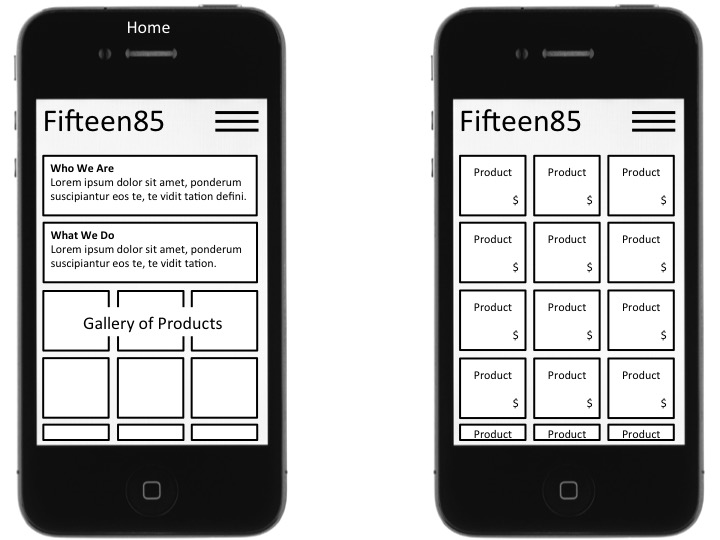 Home
Fifteen85
Who We Are
Lorem ipsum dolor sit amet, ponderum
suscipiantur eos te, te vidit tation defini.
What We Do
Lorem ipsum dolor sit amet, ponderum
suscipiantur eos te, te vidit tation.
Gallery of Products
Fifteen85
Product Product Product
$ $ $
Product Product Product
$ $ $
Product Product Product
$ $ $
Product Product Product
$ $ $
Product Product Product